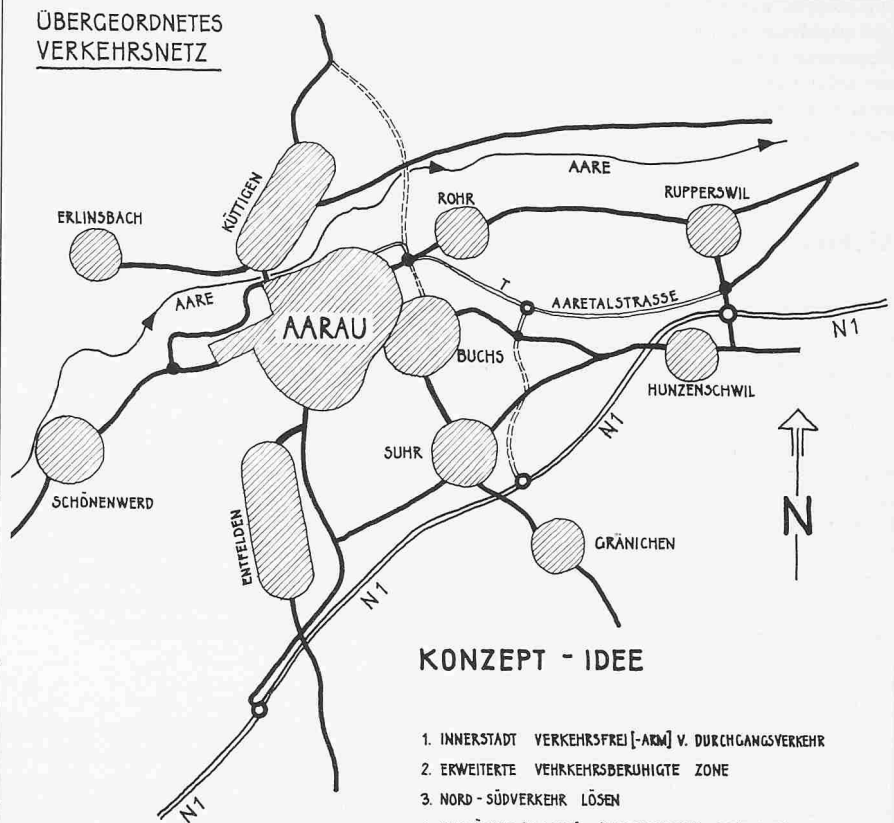 ÜBERGEORDNETES
VERKEHRSNETZ
AARE
KÜTTIGEN
ROHR
RUPPERSWIL
ERLINSBACH
AARE
T
AARETALSTRASSE
AARAU
BUCHS
N1
HUNZENSCHWIL
N1
SUHR
SCHÖNENWERD
ENTFELDEN
N
GRÄNICHEN
N1
KONZEPT - IDEE
1. INNERSTADT VERKEHRSFREI [-ARM] V. DURCHGANGSVERKEHR
2. ERWEITERTE VEHRKEHRSBERUHIGTE ZONE
3. NORD - SÜDVERKEHR LÖSEN
N1